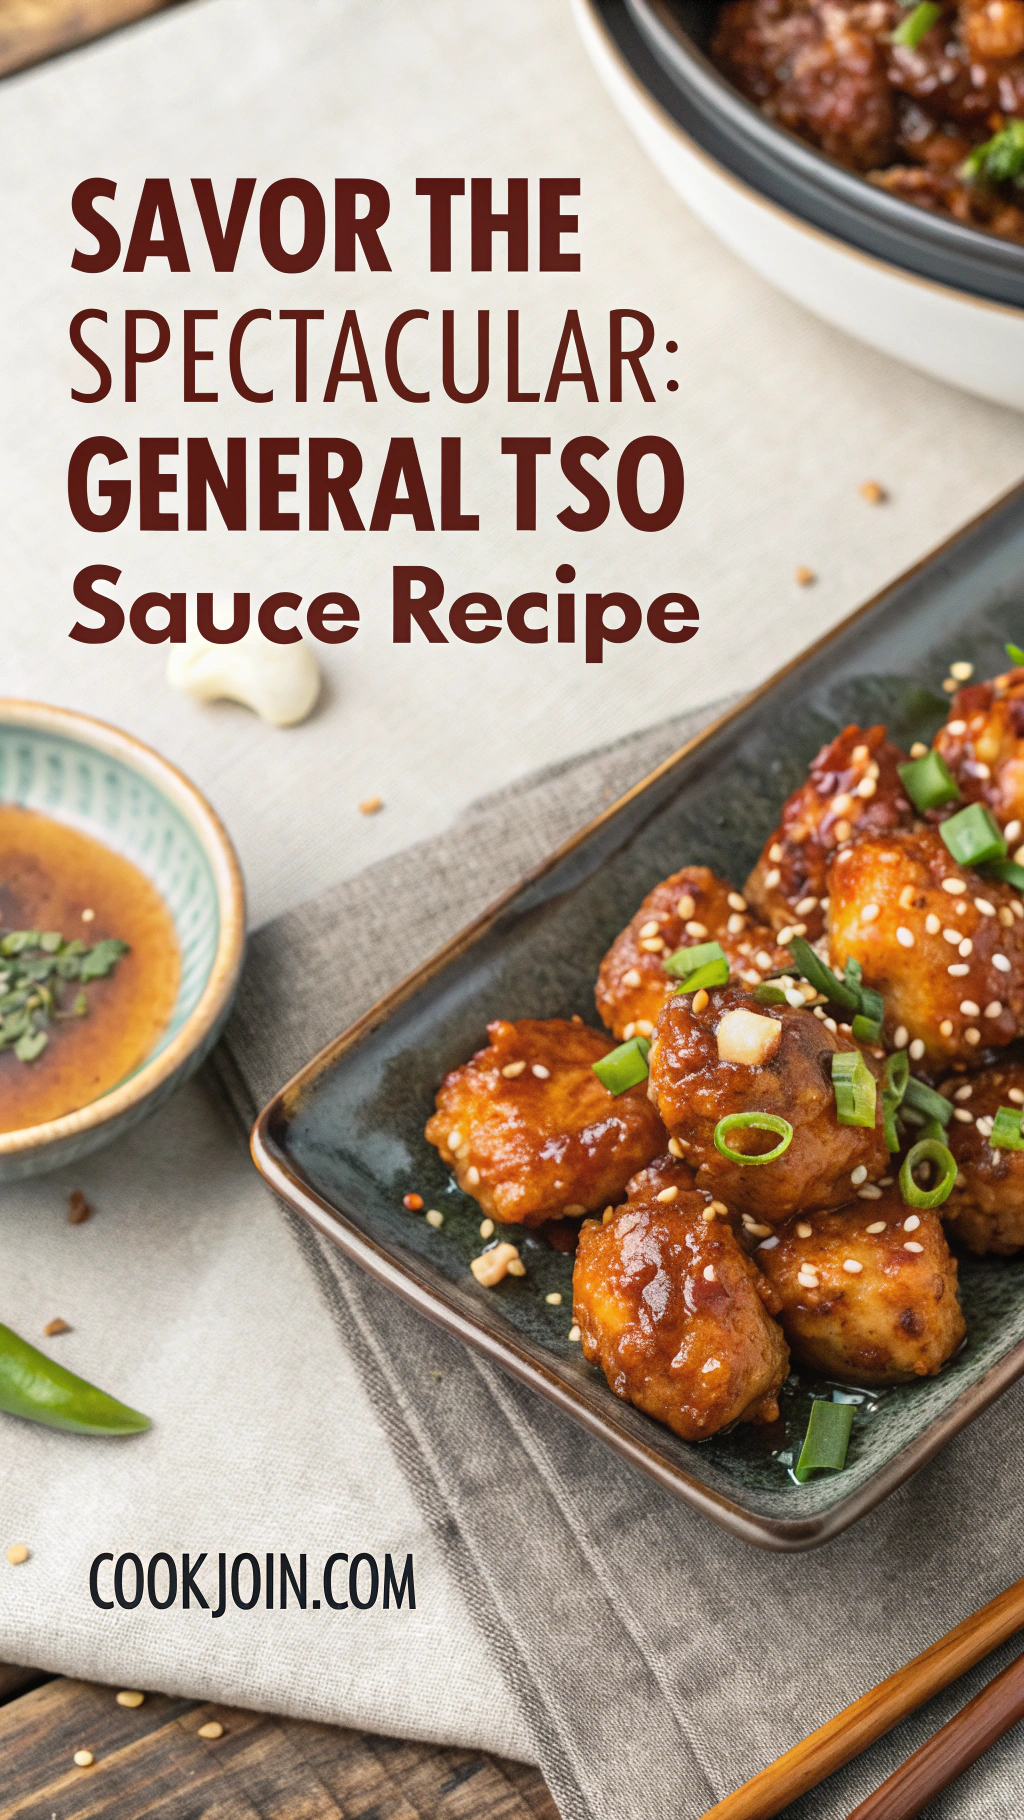 SAVOR THE
SPECTACULAR:
GENERAL TSO
Sauce Recipe
COOKJOIN.COM